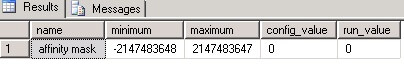 Results Messages
name minimum maximum config_value run_value
1 affinity mask -2147483648 2147483647 0 0